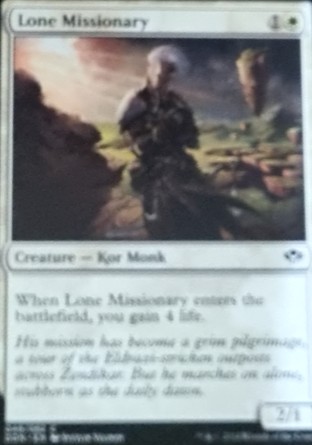 Lone Missionary 1
Creature — Kor Monk
When Lone Missionary enters the
battlefield, you gain 4 life.
His mission has become a grim pilgrimage,
a tour of the Eldrazi-stricken outposts
across Zendikar. But he marches on alone,
stubborn as the daily dawn.
2/1